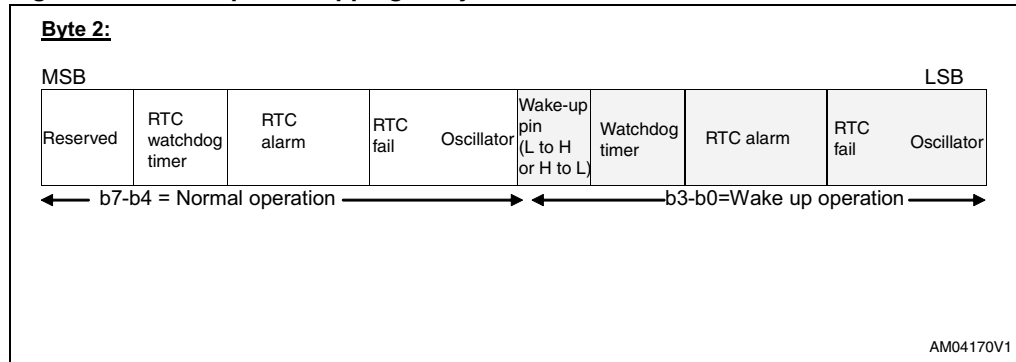 Byte 2:
MSB
LSB
Reserved
RTC
watchdog
timer
RTC
alarm
RTC
fail
Oscillator
Wake-up
pin
(L to H
or H to L)
Watchdog
timer
RTC alarm
RTC
fail
Oscillator
b7-b4 = Normal operation
b3-b0=Wake up operation
AM04170V1